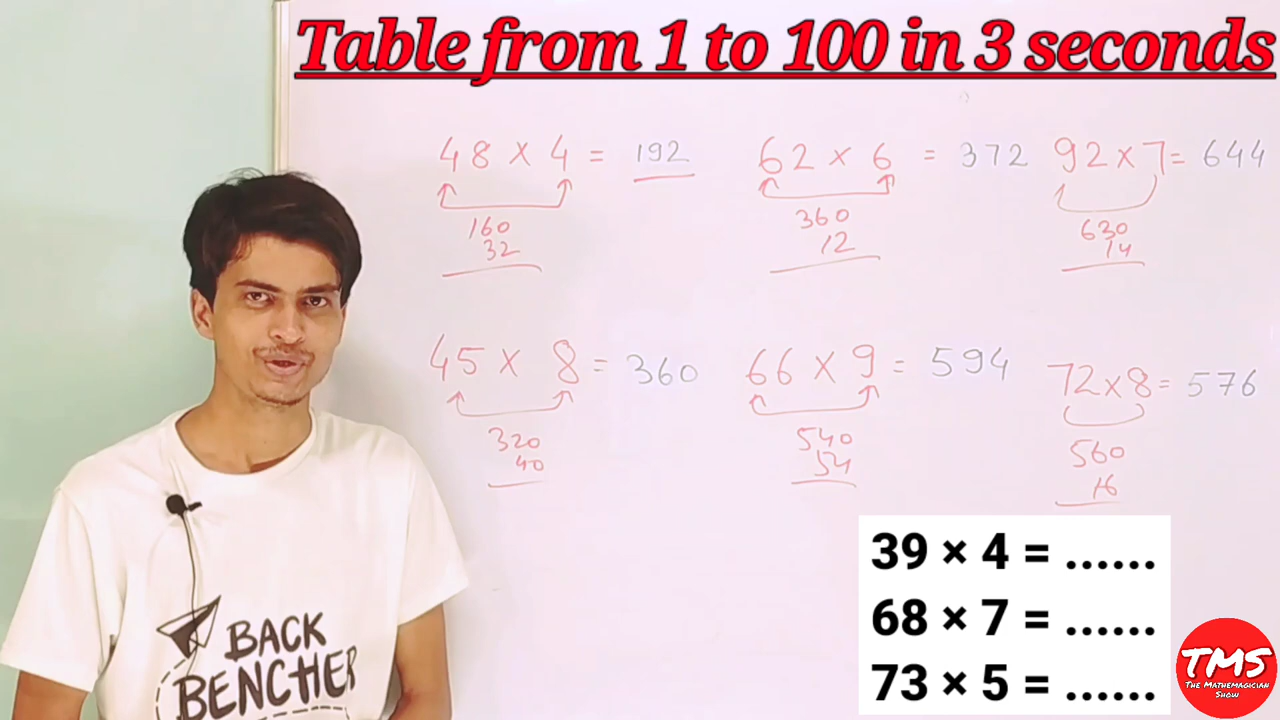 Table from 1 to 100 in 3 seconds
48 × 4 = 192
160
32
62 × 6 = 372
360
12
92 × 7 = 644
630
14
45 × 8 = 360
320
40
66 × 9 = 594
540
54
72 × 8 = 576
560
16
39 × 4 = ......
68 × 7 = ......
73 × 5 = ......
BACK
BENCHER
TMS
THE MATHEMAGICIAN
SHOW